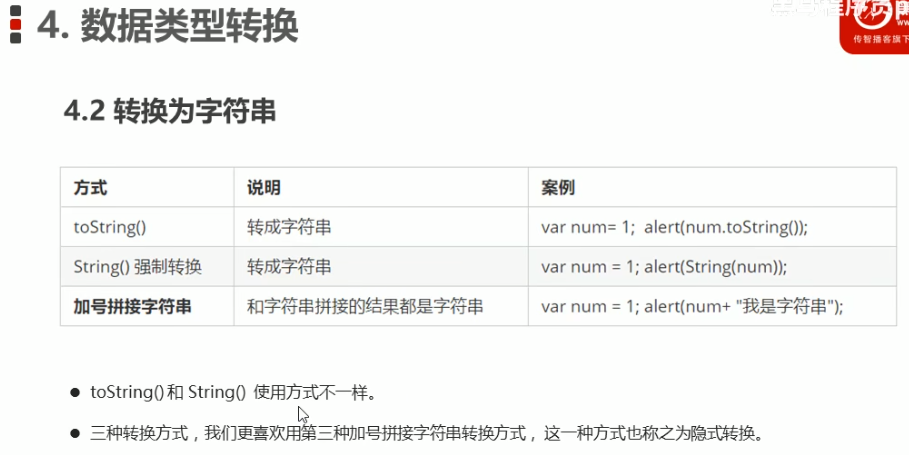 4. 数据类型转换
传智播客旗下
4.2 转换为字符串
方式 说明 案例
toString() 转成字符串 var num= 1; alert(num.toString());
String() 强制转换 转成字符串 var num = 1; alert(String(num));
加号拼接字符串 和字符串拼接的结果都是字符串 var num = 1; alert(num+ "我是字符串");
● toString()和 String() 使用方式不一样。
● 三种转换方式，我们更喜欢用第三种加号拼接字符串转换方式， 这一种方式也称之为隐式转换。